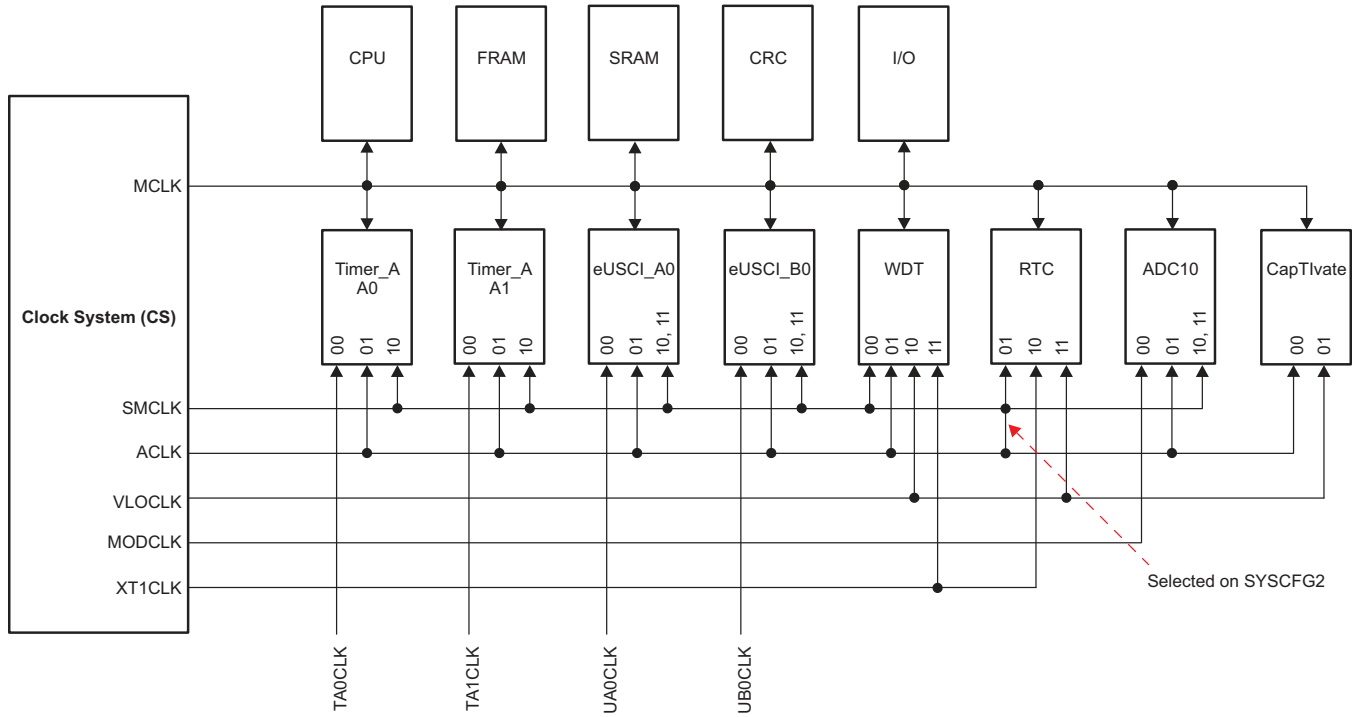 CPU
FRAM
SRAM
CRC
I/O
Clock System (CS)
MCLK
SMCLK
ACLK
VLOCLK
MODCLK
XT1CLK
Timer_A
A0
00
01
10
Timer_A
A1
00
01
10
eUSCI_A0
00
01
10, 11
eUSCI_B0
00
01
10, 11
WDT
00
01
10
11
RTC
01
10
11
ADC10
00
01
10, 11
CapTIvate
00
01
Selected on SYSCFG2
TA0CLK
TA1CLK
UA0CLK
UB0CLK